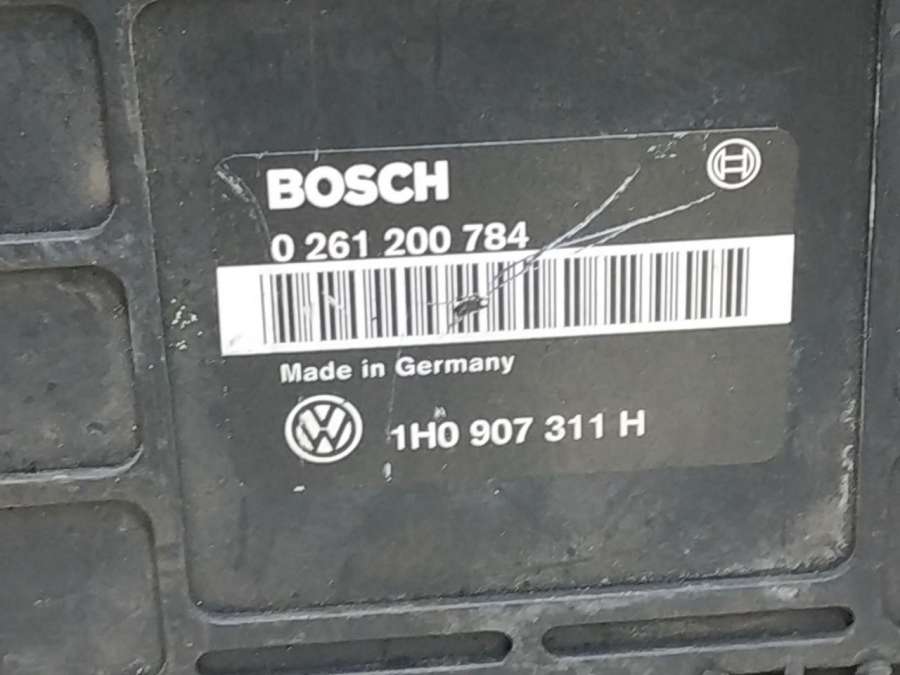 BOSCH
0 261 200 784
Made in Germany
1H0 907 311 H